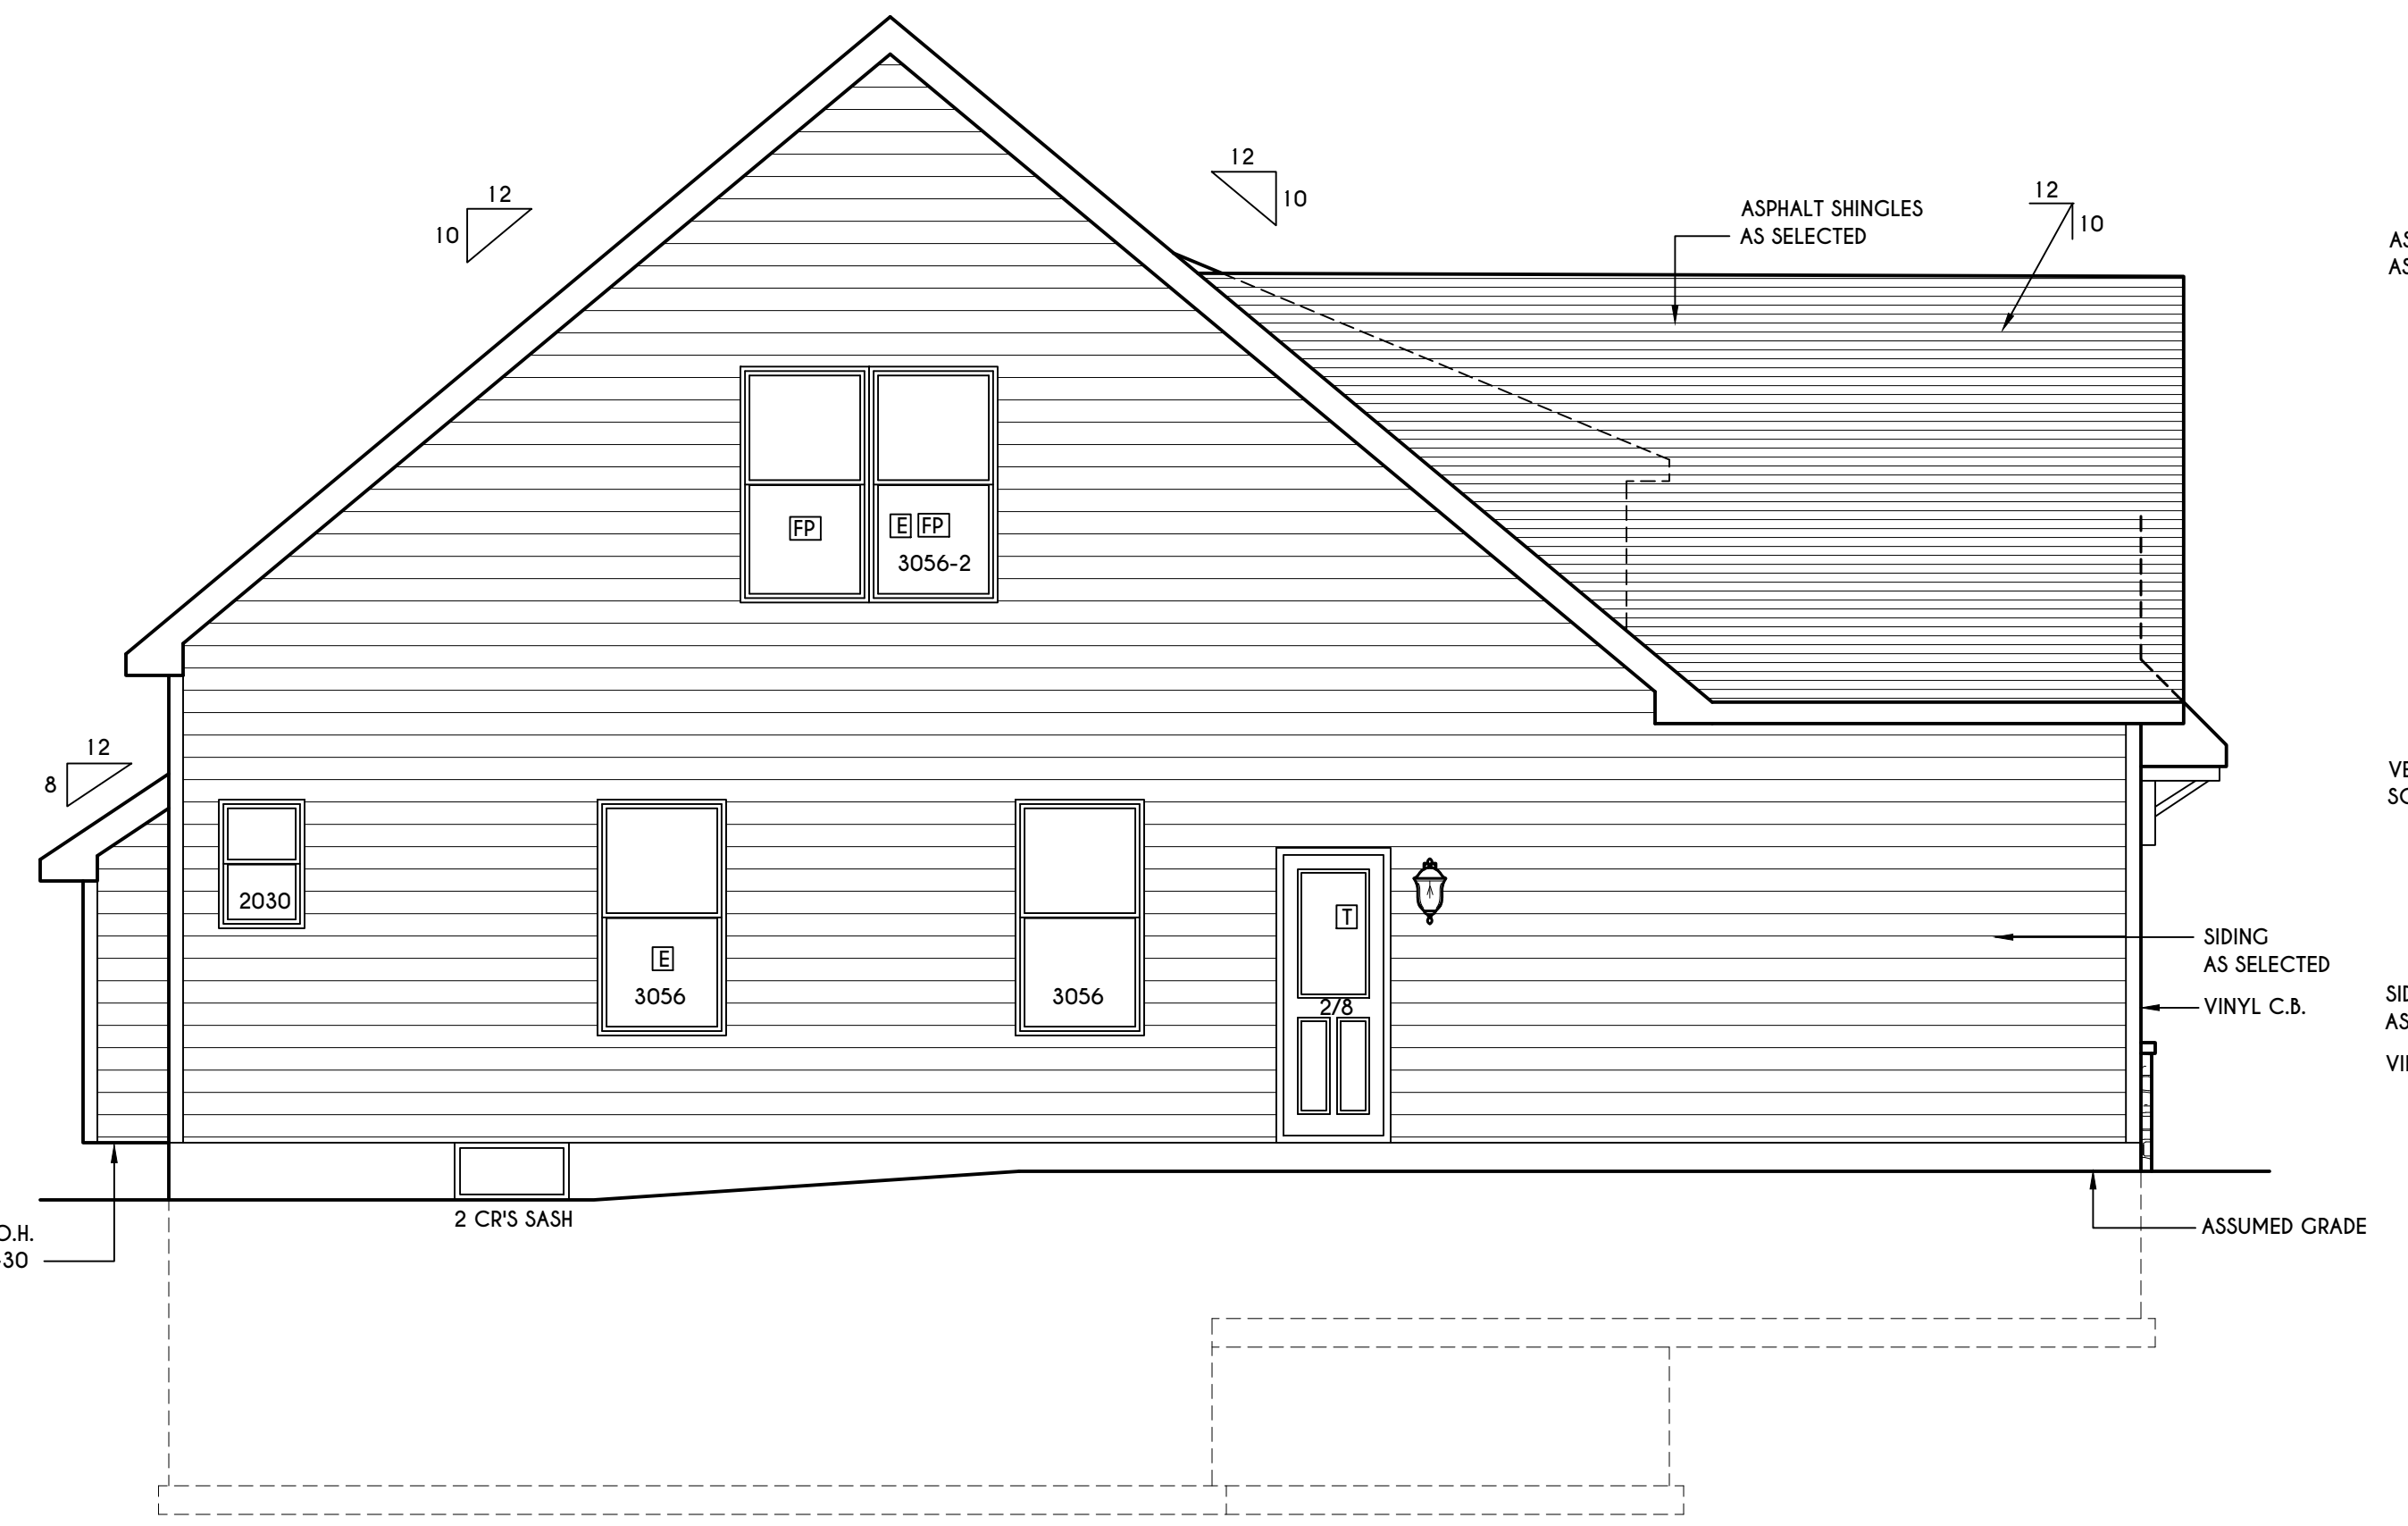 12
10
12
10
ASPHALT SHINGLES
AS SELECTED
12
10
FP
E FP
3056-2
12
8
2030
E
3056
3056
T
2/8
SIDING
AS SELECTED
VINYL C.B.
2 CR'S SASH
O.H.
30
ASSUMED GRADE